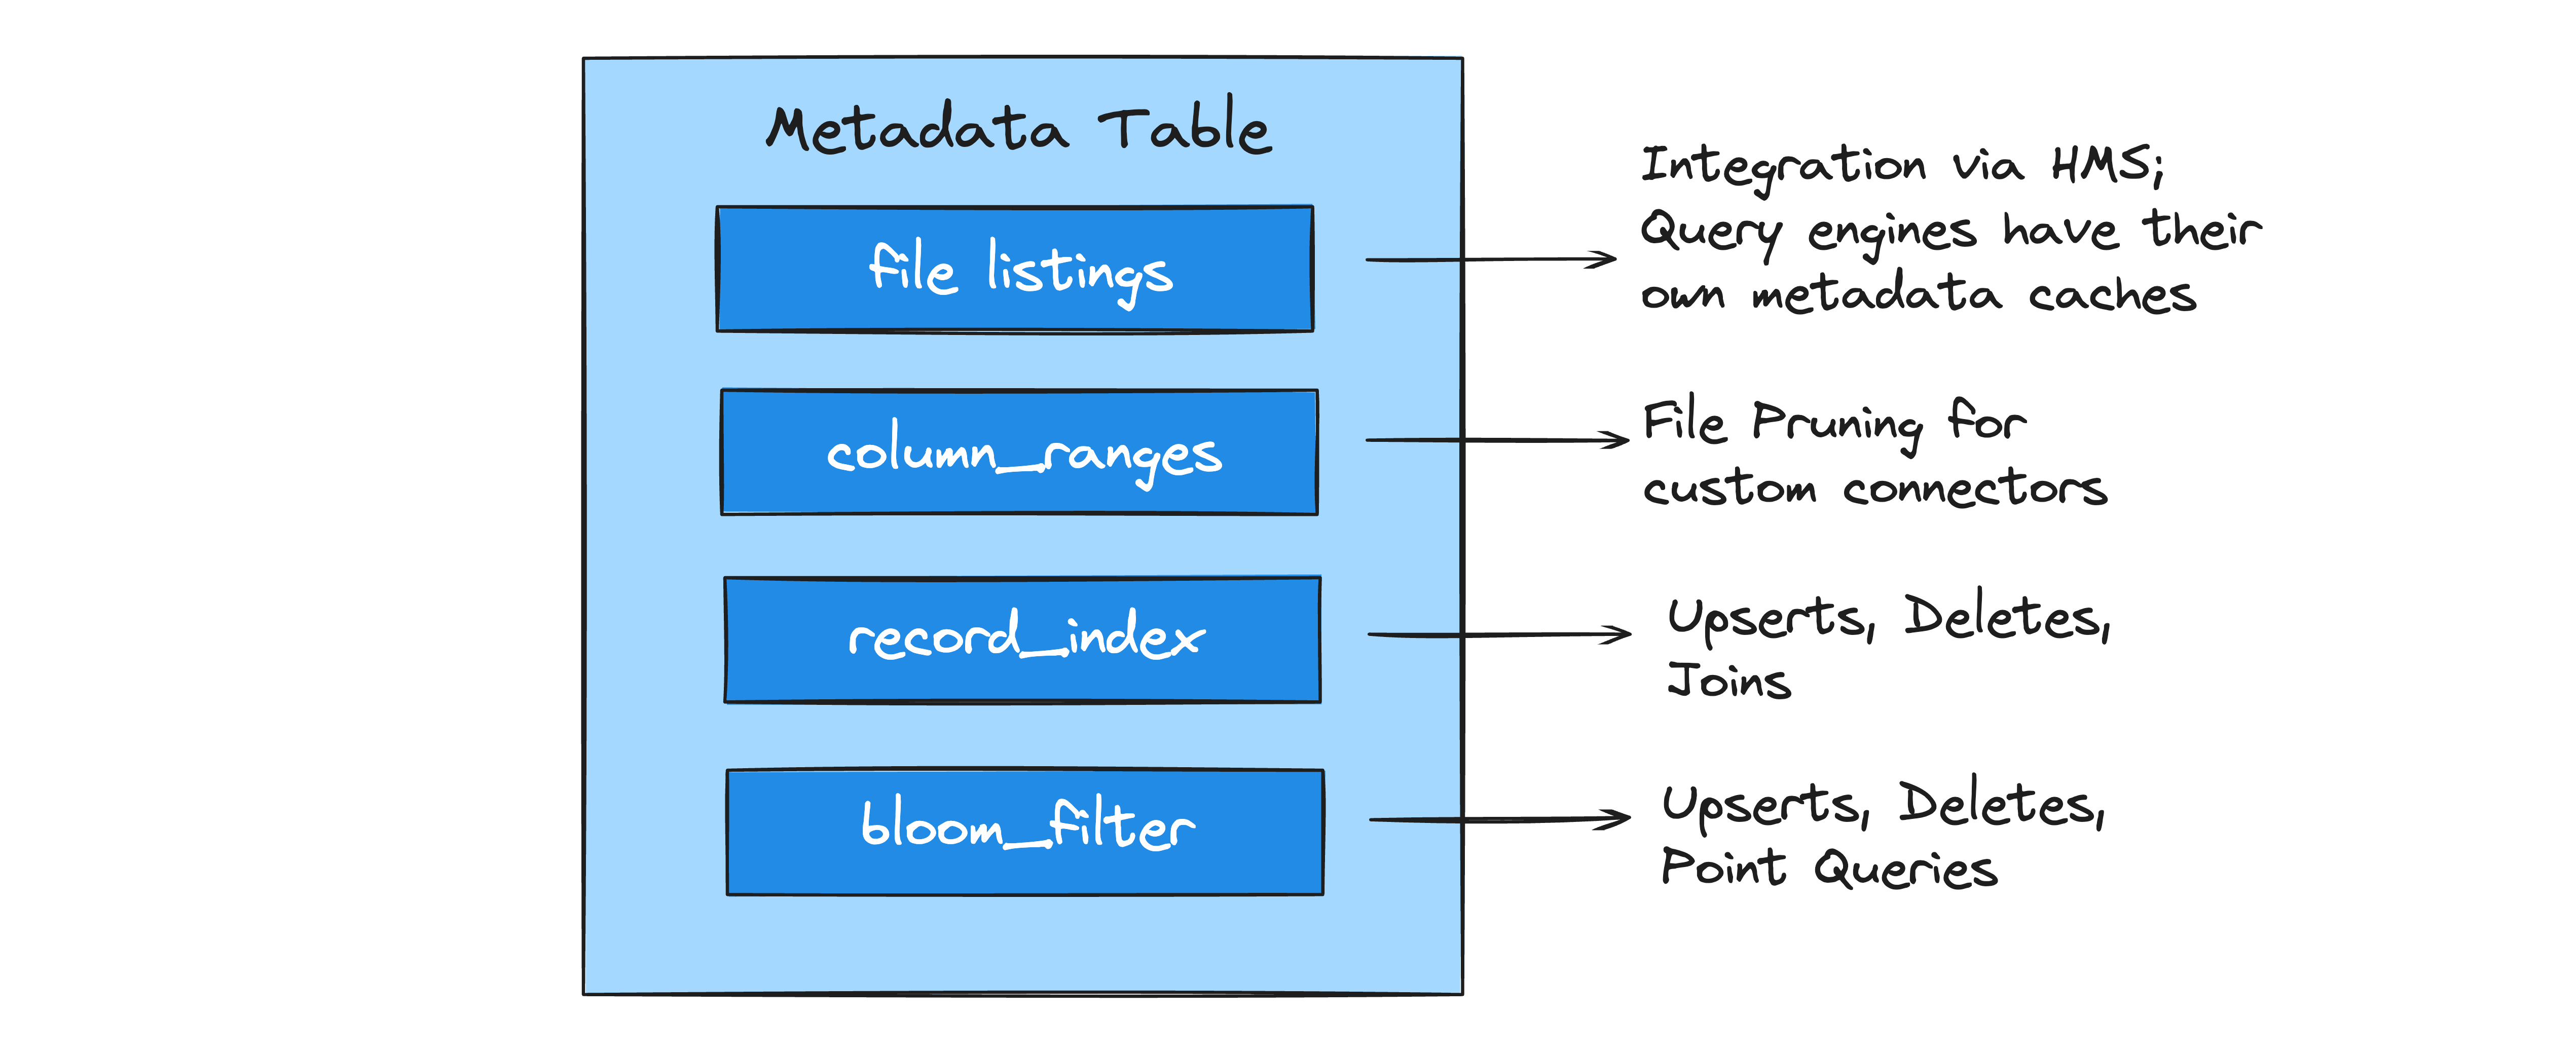 Metadata Table
file listings
Integration via HMS;
Query engines have their
own metadata caches
column_ranges
File Pruning for
custom connectors
record_index
Upserts, Deletes,
Joins
bloom_filter
Upserts, Deletes,
Point Queries